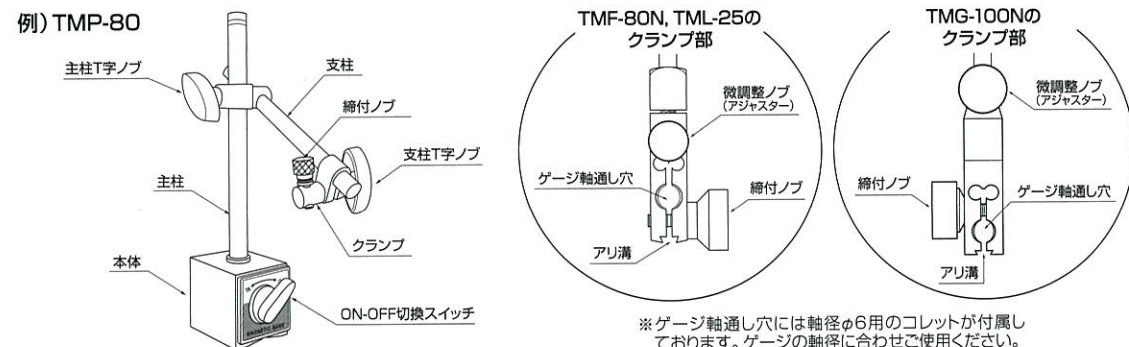 例) TMP-80
主柱T字ノブ
支柱
締付ノブ
支柱T字ノブ
主柱
クランプ
本体
ON-OFF切換スイッチ
MAGNETIC BASE
TMF-80N, TML-25の
クランプ部
微調整ノブ
(アジャスター)
ゲージ軸通し穴
締付ノブ
アリ溝
TMG-100Nの
クランプ部
微調整ノブ
(アジャスター)
締付ノブ
ゲージ軸通し穴
アリ溝
※ゲージ軸通し穴には軸径φ6用のコレットが付属し
ております。ゲージの軸径に合わせご使用ください。